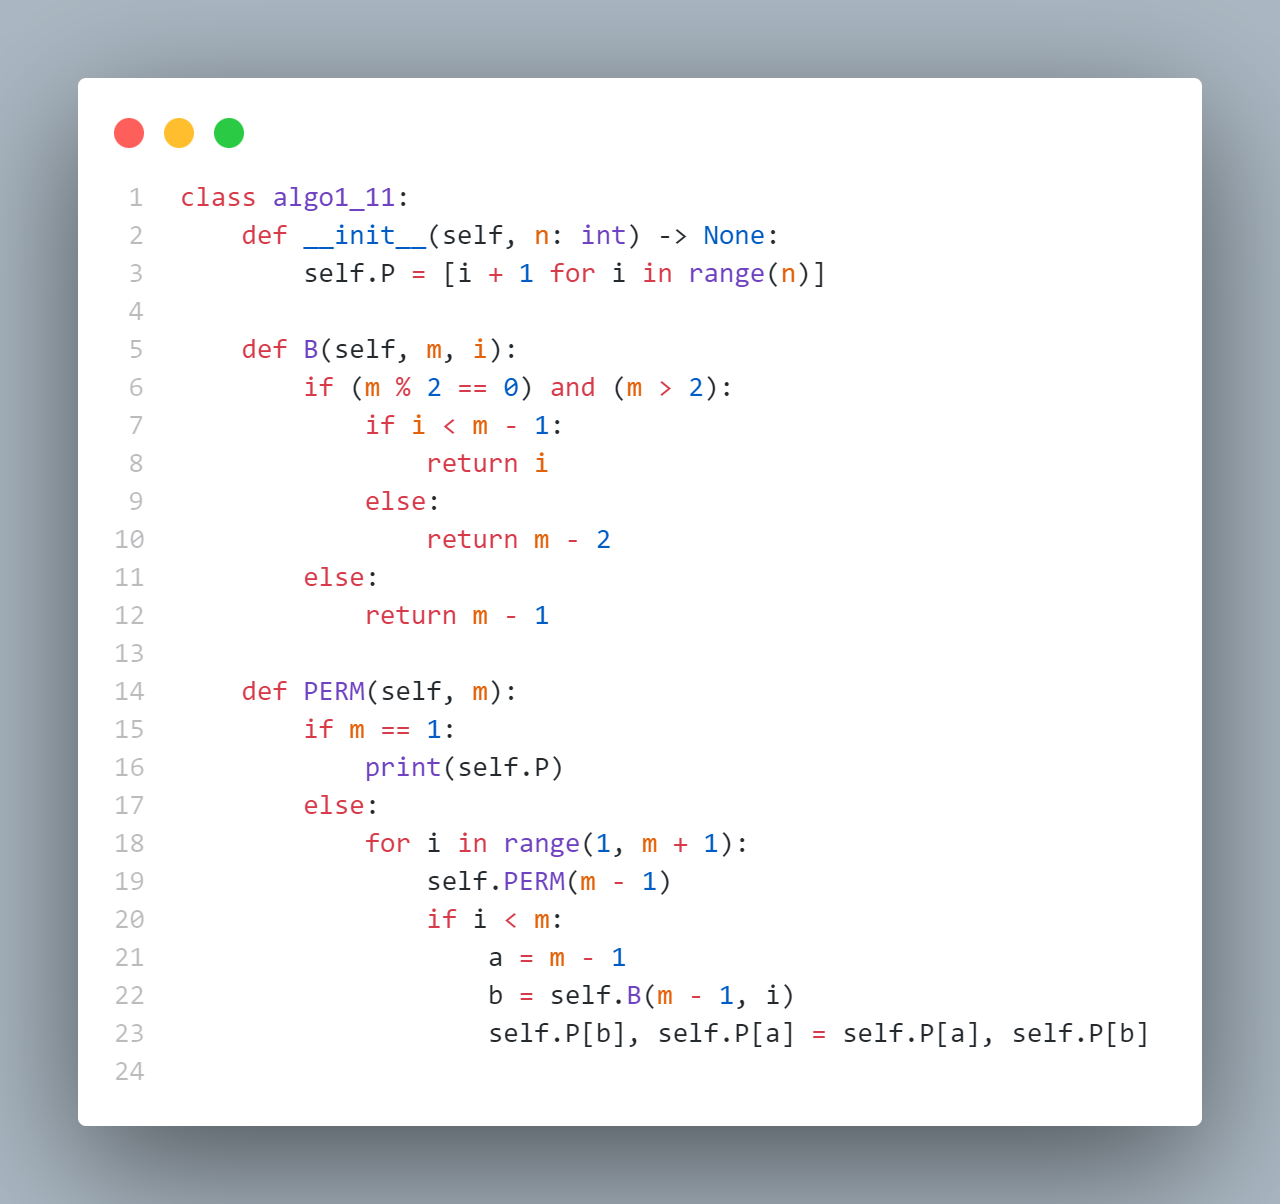 1 class algo1_11:
2     def __init__(self, n: int) -> None:
3         self.P = [i + 1 for i in range(n)]
4
5     def B(self, m, i):
6         if (m % 2 == 0) and (m > 2):
7             if i < m - 1:
8                 return i
9             else:
10                 return m - 2
11         else:
12             return m - 1
13
14     def PERM(self, m):
15         if m == 1:
16             print(self.P)
17         else:
18             for i in range(1, m + 1):
19                 self.PERM(m - 1)
20                 if i < m:
21                     a = m - 1
22                     b = self.B(m - 1, i)
23                     self.P[b], self.P[a] = self.P[a], self.P[b]
24